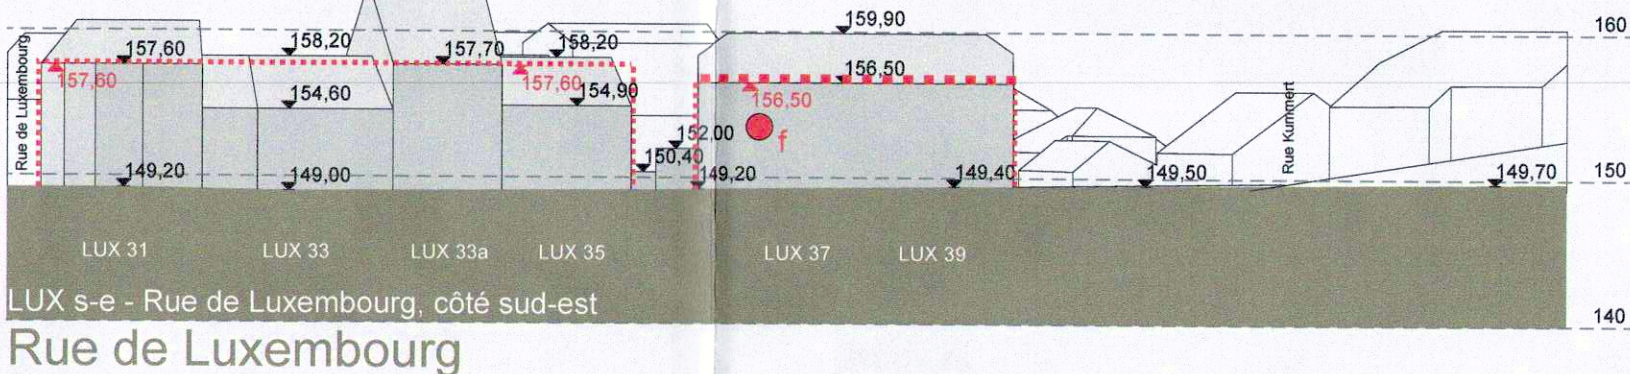 159,90
160
157,60
158,20
157,70
158,20
156,50
157,60
157,60
154,90
156,50
154,60
f
Rue de Luxembourg
Rue Kummert
152,00
150,40
149,20
149,00
149,20
149,40
149,50
149,70
150
LUX 31
LUX 33
LUX 33a
LUX 35
LUX 37
LUX 39
LUX s-e - Rue de Luxembourg, côté sud-est
140
Rue de Luxembourg